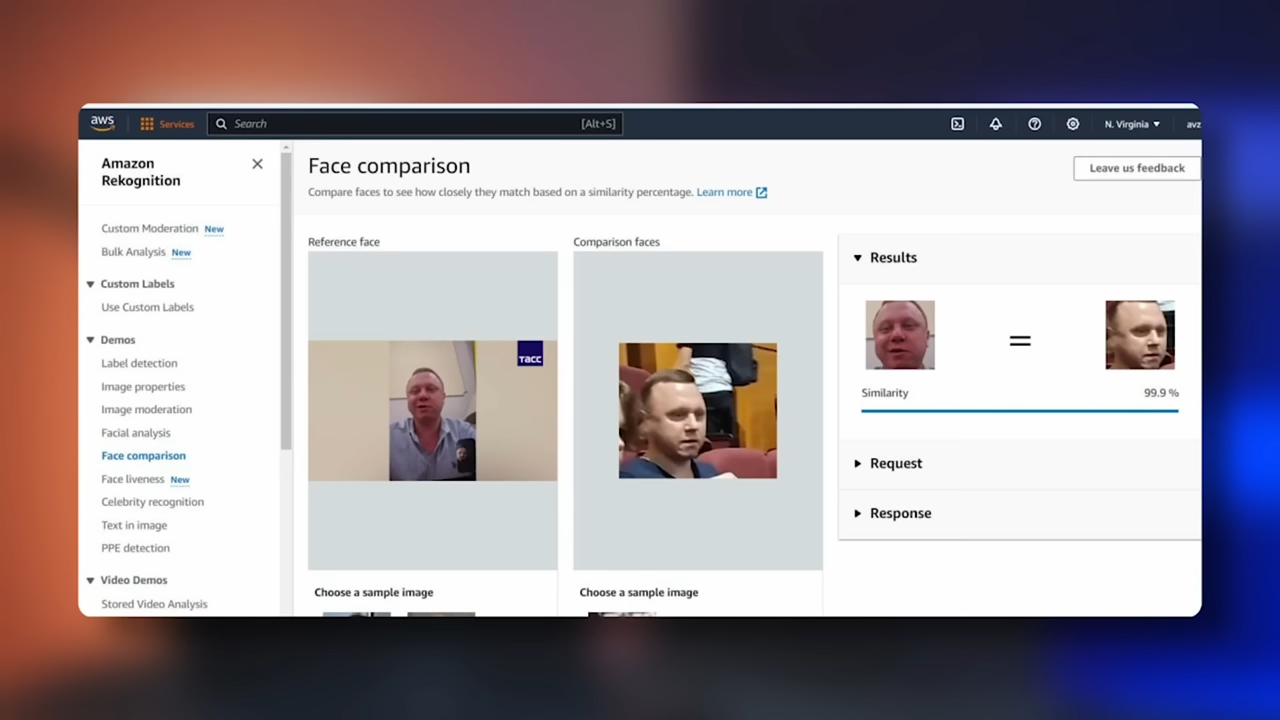 aws
Services
Search
[Alt+S]
N. Virginia
avz
Amazon
Rekognition
Custom Moderation New
Bulk Analysis New
Custom Labels
Use Custom Labels
Demos
Label detection
Image properties
Image moderation
Facial analysis
Face comparison
Face liveness New
Celebrity recognition
Text in image
PPE detection
Video Demos
Stored Video Analysis
Face comparison
Compare faces to see how closely they match based on a similarity percentage. Learn more
Leave us feedback
Reference face
ТАСС
Choose a sample image
Comparison faces
Choose a sample image
Results
=
Similarity
99.9 %
Request
Response